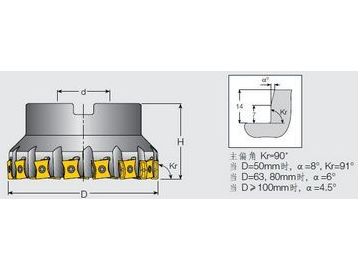 d
H
Kr
D
α°
14
7
Kr
主偏角 Kr=90°
当 D=50mm时, α=8°, Kr=91°
当 D=63, 80mm时, α=6°
当 D≥100mm时, α=4.5°